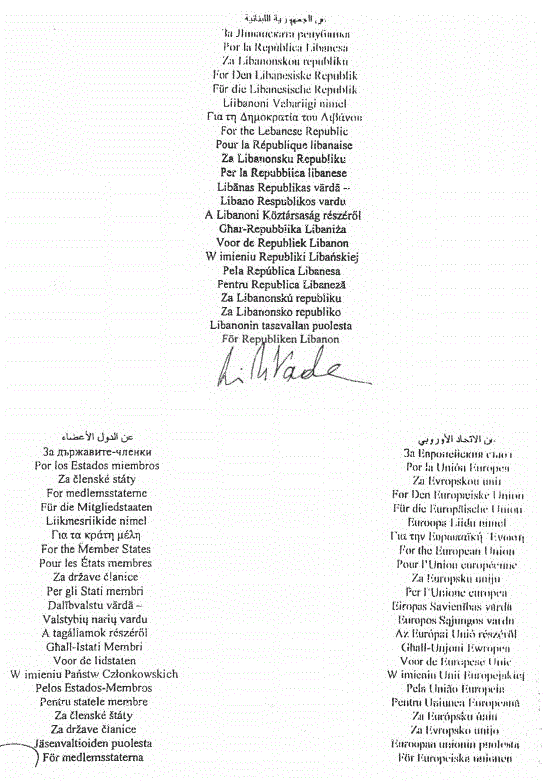 عن الجمهورية اللبنانية
За Ливанската република
Por la República Libanesa
Za Libanonskou republiku
For Den Libanesiske Republik
Für die Libanesische Republik
Liibanoni Vabariigi nimel
Για τη Δημοκρατία του Λιβάνου
For the Lebanese Republic
Pour la République libanaise
Za Libanonsku Republiku
Per la Repubblica libanese
Libānas Republikas vārdā –
Libano Respublikos vardu
A Libanoni Köztársaság részéről
Għar-Repubblika Libaniża
Voor de Republiek Libanon
W imieniu Republiki Libańskiej
Pela República Libanesa
Pentru Republica Libaneză
Za Libanonskú republiku
Za Libanonsko republiko
Libanonin tasavallan puolesta
För Republiken Libanon
عن الدول الأعضاء
За държавите-членки
Por los Estados miembros
Za členské státy
For medlemsstaterne
Für die Mitgliedstaaten
Liikmesriikide nimel
Για τα κράτη μέλη
For the Member States
Pour les États membres
Za države članice
Per gli Stati membri
Dalībvalstu vārdā –
Valstybių narių vardu
A tagállamok részéről
Għall-Istati Membri
Voor de lidstaten
W imieniu Państw Członkowskich
Pelos Estados-Membros
Pentru statele membre
Za členské štáty
Za države članice
Jäsenvaltioiden puolesta
För medlemsstaterna
عن الاتحاد الأوروبي
За Европейския съюз
Por la Unión Europea
Za Evropskou unii
For Den Europæiske Union
Für die Europäische Union
Euroopa Liidu nimel
Για την Ευρωπαϊκή Ένωση
For the European Union
Pour l'Union européenne
Za Europsku uniju
Per l'Unione europea
Eiropas Savienības vārdā
Europos Sąjungos vardu
Az Európai Unió részéről
Għall-Unjoni Ewropea
Voor de Europese Unie
W imieniu Unii Europejskiej
Pela União Europeia
Pentru Uniunea Europeană
Za Európsku úniu
Za Evropsko unijo
Euroopan unionin puolesta
För Europeiska unionen